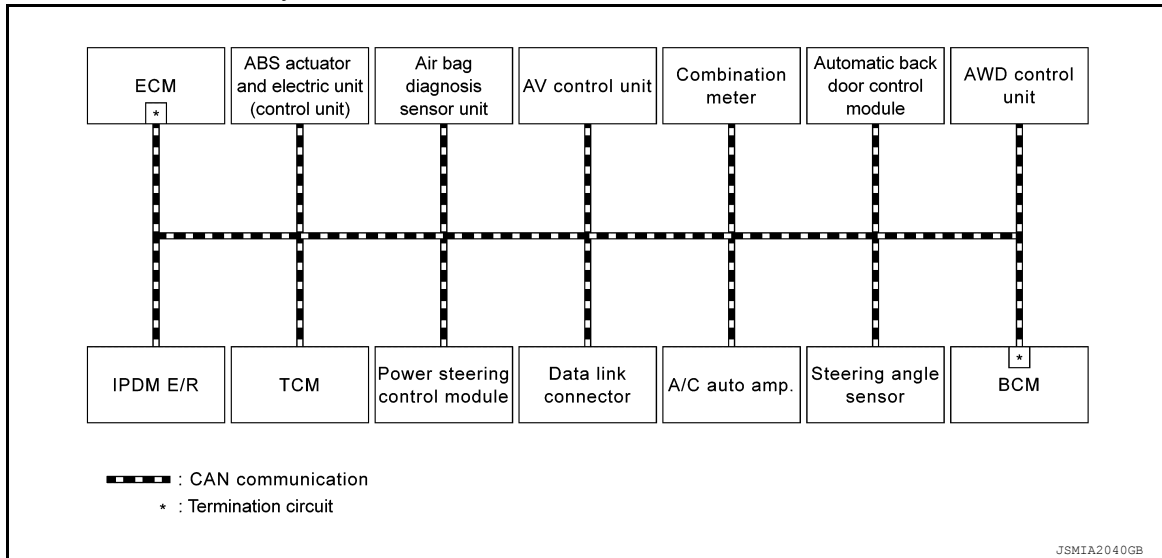 ECM
*
ABS actuator
and electric unit
(control unit)
Air bag
diagnosis
sensor unit
AV control unit
Combination
meter
Automatic back
door control
module
AWD control
unit
IPDM E/R
TCM
Power steering
control module
Data link
connector
A/C auto amp.
Steering angle
sensor
*
BCM
: CAN communication
* : Termination circuit
JSMIA2040GB